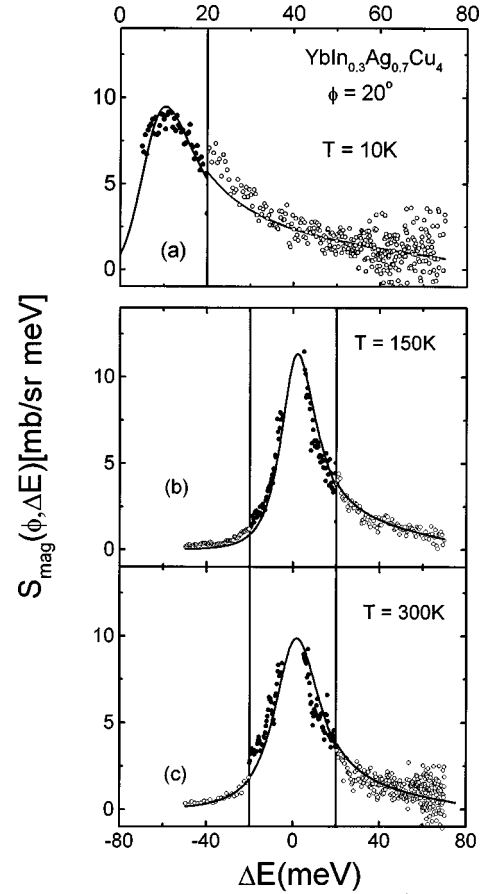 0 20 40 60 80
YbIn0.3Ag0.7Cu4
ϕ = 20°
T = 10K
10
5
0
(a)
T = 150K
10
5
0
(b)
T = 300K
10
5
0
(c)
-80 -40 0 40 80
ΔE(meV)
Smag(ϕ,ΔE)[mb/sr meV]